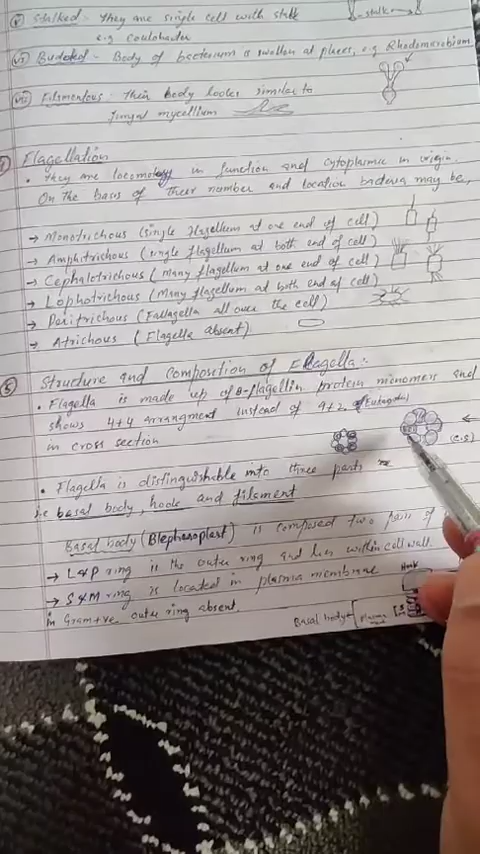 (v) Stalked - They are single cell with stalk
stalk
e.g Caulobacter
(vi) Budded - Body of bacterium is swollen at places, e.g Rhodomicrobium
(vii) Filamentous: Their body looks similar to
fungal mycelium
Flagellation
• They are locomotory in function and cytoplasmic in origin.
On the basis of their number and location bacteria may be,
→ Monotrichous (single flagellum at one end of cell)
→ Amphitrichous (single flagellum at both end of cell)
→ Cephalotrichous (Many flagellum at one end of cell)
→ Lophotrichous (Many flagellum at both end of cell)
→ Peritrichous (Fallagella all over the cell)
→ Atrichous (Flagella absent).
⑤ Structure and Composition of Flagella:-
• Flagella is made up of θ-flagellin protein monomers and
shows 4+4 arrangment instead of 9+2 (Eukaryotes)
in cross section
(C.S)
• Flagella is distinguishable into three parts
i.e basal body, hook and filament
Basal body (Blepheroplast) is composed two pair of
→ L&P ring is the outer ring and lies within cell wall.
→ S&M ring is located in plasma membrane
Hook
in Gram+ve outer ring absent.
Basal body
Plasma